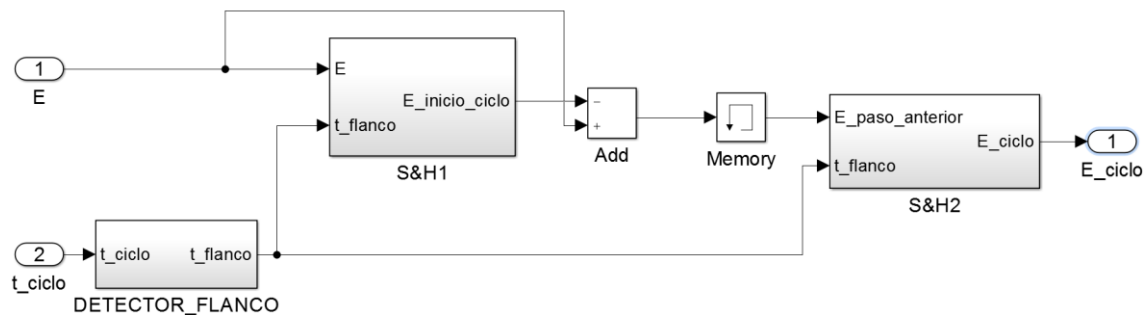 1
E
E
t_flanco
E_inicio_ciclo
S&H1
−
+
Add
Memory
E_paso_anterior
t_flanco
E_ciclo
S&H2
1
E_ciclo
2
t_ciclo
t_ciclo
t_flanco
DETECTOR_FLANCO